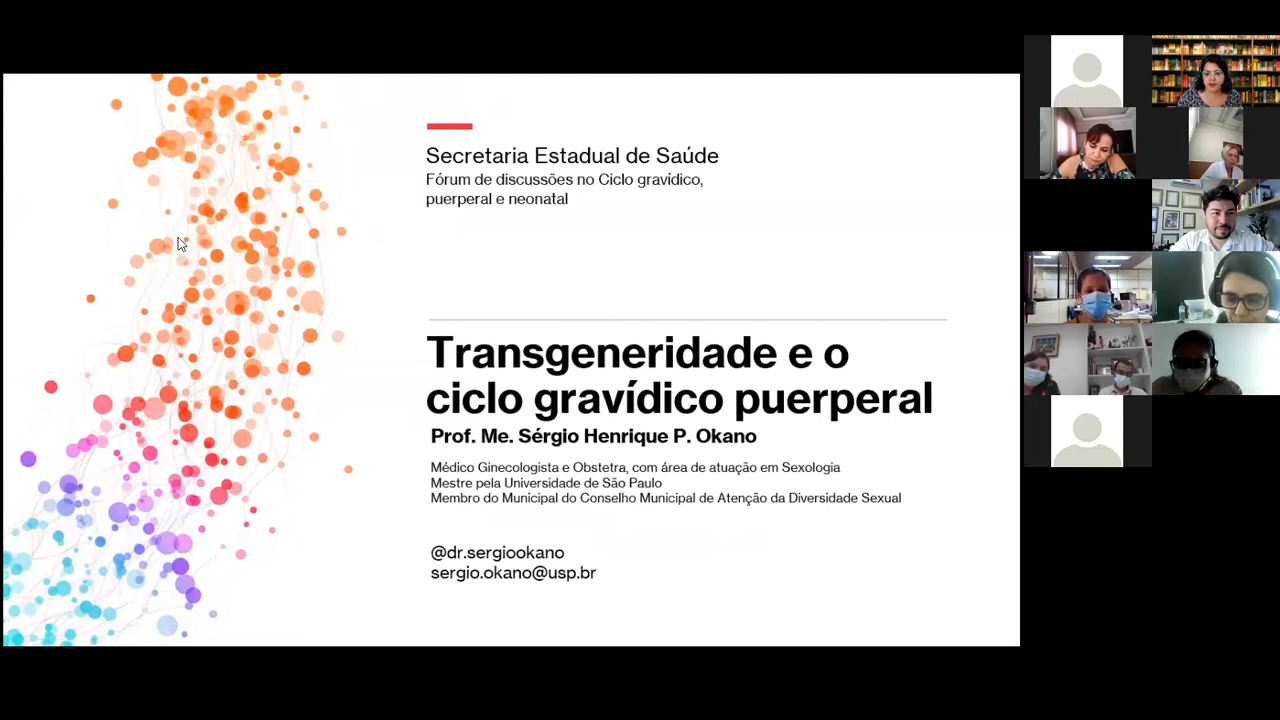 Secretaria Estadual de Saúde
Fórum de discussões no Ciclo gravídico,
puerperal e neonatal
Transgeneridade e o
ciclo gravídico puerperal
Prof. Me. Sérgio Henrique P. Okano
Médico Ginecologista e Obstetra, com área de atuação em Sexologia
Mestre pela Universidade de São Paulo
Membro do Municipal do Conselho Municipal de Atenção da Diversidade Sexual
@dr.sergiookano
sergio.okano@usp.br